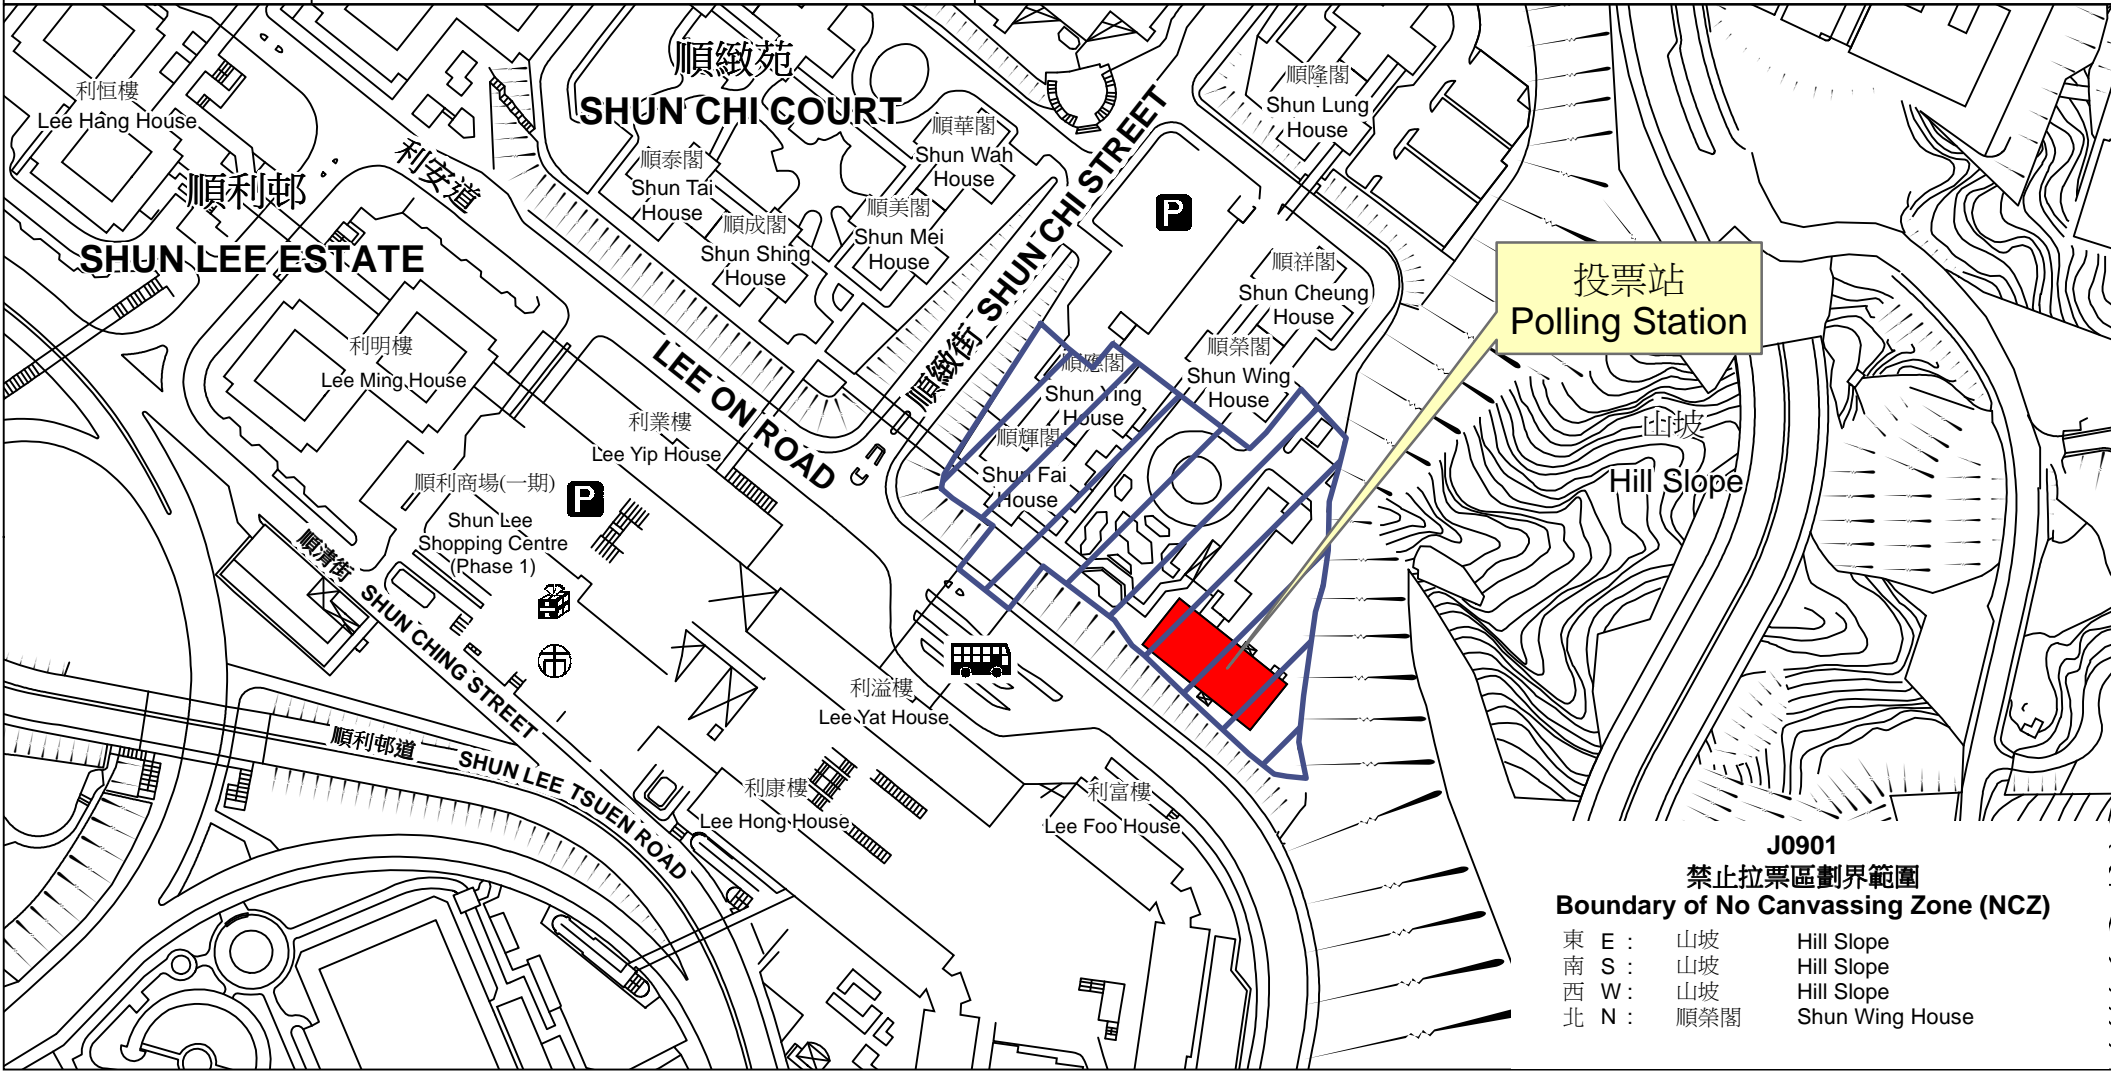 順緻苑
SHUN CHI COURT
利恒樓
Lee Hang House
順利邨
SHUN LEE ESTATE
利安道
順泰閣
Shun Tai
House
順成閣
Shun Shing
House
順華閣
Shun Wah
House
順美閣
Shun Mei
House
順隆閣
Shun Lung
House
順緻街 SHUN CHI STREET
P
順祥閣
Shun Cheung
House
順榮閣
Shun Wing
House
順應閣
Shun Ying
House
順輝閣
Shun Fai
House
投票站
Polling Station
山坡
Hill Slope
利明樓
Lee Ming House
LEE ON ROAD
利業樓
Lee Yip House
順利商場(一期)
P
Shun Lee
Shopping Centre
(Phase 1)
市
順清街 SHUN CHING STREET
利溢樓
Lee Yat House
順利邨道 SHUN LEE TSUEN ROAD
利康樓
Lee Hong House
利富樓
Lee Foo House
J0901
禁止拉票區劃界範圍
Boundary of No Canvassing Zone (NCZ)
東 E : 山坡 Hill Slope
南 S : 山坡 Hill Slope
西 W : 山坡 Hill Slope
北 N : 順榮閣 Shun Wing House